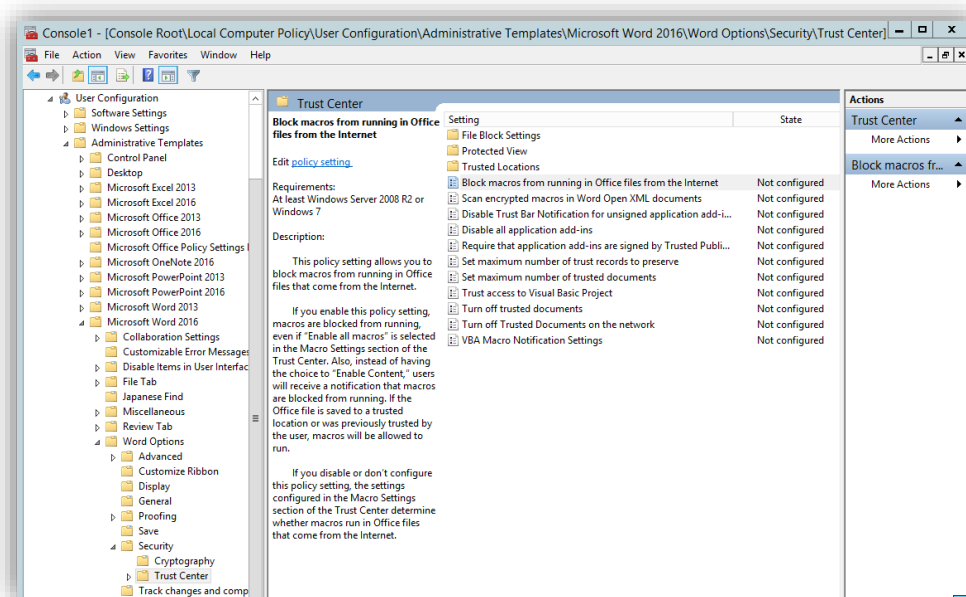 Console1 - [Console Root\Local Computer Policy\User Configuration\Administrative Templates\Microsoft Word 2016\Word Options\Security\Trust Center]
File Action View Favorites Window Help
User Configuration
Software Settings
Windows Settings
Administrative Templates
Control Panel
Desktop
Microsoft Excel 2013
Microsoft Excel 2016
Microsoft Office 2013
Microsoft Office 2016
Microsoft Office Policy Settings
Microsoft OneNote 2016
Microsoft PowerPoint 2013
Microsoft PowerPoint 2016
Microsoft Word 2013
Microsoft Word 2016
Collaboration Settings
Customizable Error Messages
Disable Items in User Interfac
File Tab
Japanese Find
Miscellaneous
Review Tab
Word Options
Advanced
Customize Ribbon
Display
General
Proofing
Save
Security
Cryptography
Trust Center
Track changes and comp
Trust Center
Block macros from running in Office
files from the Internet
Edit policy setting
Requirements:
At least Windows Server 2008 R2 or
Windows 7
Description:
This policy setting allows you to
block macros from running in Office
files that come from the Internet.
If you enable this policy setting,
macros are blocked from running,
even if "Enable all macros" is selected
in the Macro Settings section of the
Trust Center. Also, instead of having
the choice to "Enable Content," users
will receive a notification that macros
are blocked from running. If the
Office file is saved to a trusted
location or was previously trusted by
the user, macros will be allowed to
run.
If you disable or don't configure
this policy setting, the settings
configured in the Macro Settings
section of the Trust Center determine
whether macros run in Office files
that come from the Internet.
Setting State
File Block Settings
Protected View
Trusted Locations
Block macros from running in Office files from the Internet Not configured
Scan encrypted macros in Word Open XML documents Not configured
Disable Trust Bar Notification for unsigned application add-i... Not configured
Disable all application add-ins Not configured
Require that application add-ins are signed by Trusted Publi... Not configured
Set maximum number of trust records to preserve Not configured
Set maximum number of trusted documents Not configured
Trust access to Visual Basic Project Not configured
Turn off trusted documents Not configured
Turn off Trusted Documents on the network Not configured
VBA Macro Notification Settings Not configured
Actions
Trust Center
More Actions
Block macros fr...
More Actions